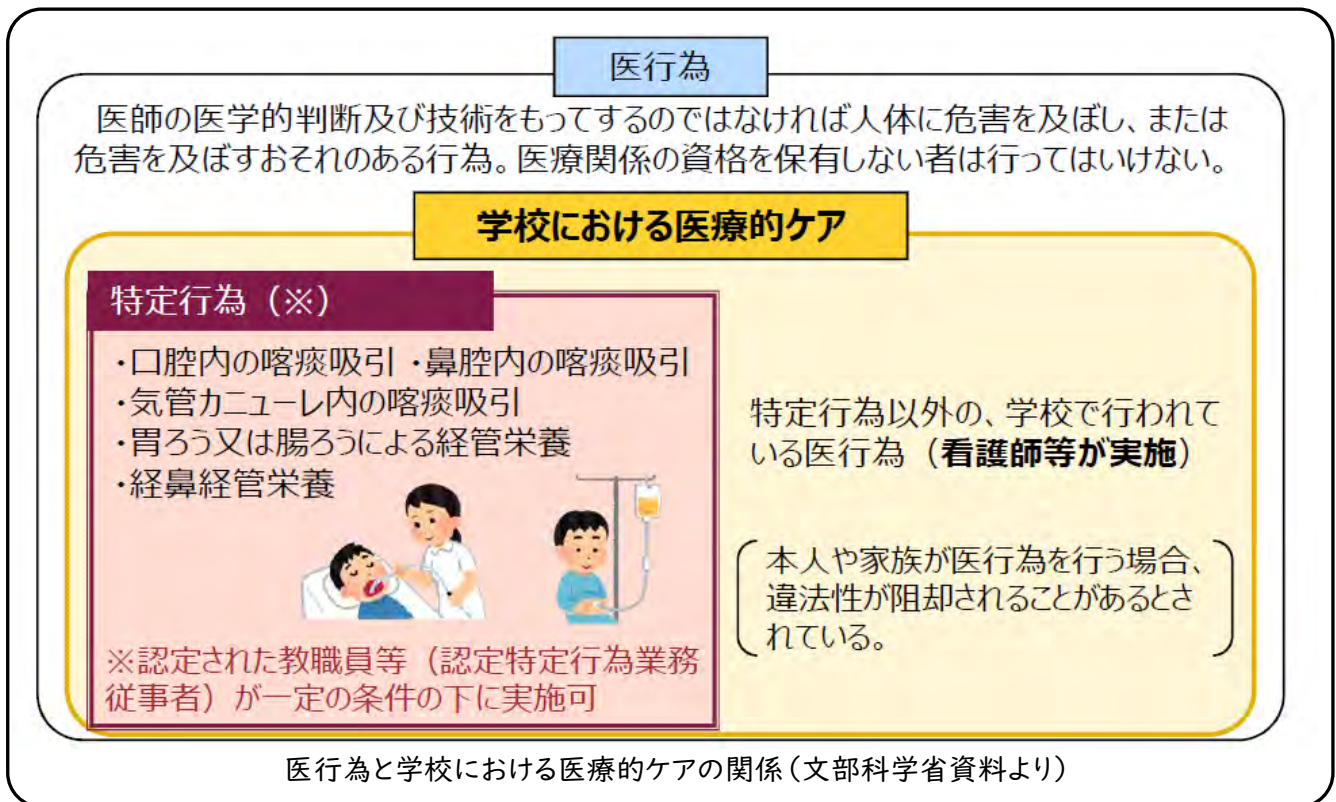 医行為
医師の医学的判断及び技術をもってするのではなければ人体に危害を及ぼし、または
危害を及ぼすおそれのある行為。医療関係の資格を保有しない者は行ってはいけない。
学校における医療的ケア
特定行為（※）
・口腔内の喀痰吸引 ・鼻腔内の喀痰吸引
・気管カニューレ内の喀痰吸引
・胃ろう又は腸ろうによる経管栄養
・経鼻経管栄養
※認定された教職員等（認定特定行為業務
従事者）が一定の条件の下に実施可
特定行為以外の、学校で行われて
いる医行為（看護師等が実施）
本人や家族が医行為を行う場合、
違法性が阻却されることがあるとさ
れている。
医行為と学校における医療的ケアの関係（文部科学省資料より）